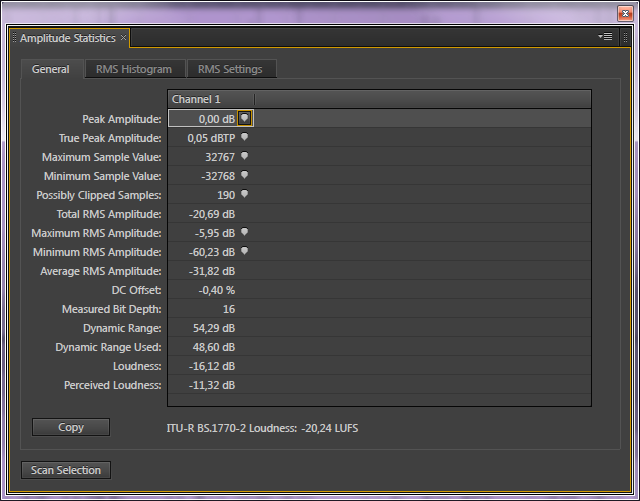 Amplitude Statistics
General RMS Histogram RMS Settings
Channel 1
Peak Amplitude: 0,00 dB
True Peak Amplitude: 0,05 dBTP
Maximum Sample Value: 32767
Minimum Sample Value: -32768
Possibly Clipped Samples: 190
Total RMS Amplitude: -20,69 dB
Maximum RMS Amplitude: -5,95 dB
Minimum RMS Amplitude: -60,23 dB
Average RMS Amplitude: -31,82 dB
DC Offset: -0,40 %
Measured Bit Depth: 16
Dynamic Range: 54,29 dB
Dynamic Range Used: 48,60 dB
Loudness: -16,12 dB
Perceived Loudness: -11,32 dB
Copy ITU-R BS.1770-2 Loudness: -20,24 LUFS
Scan Selection